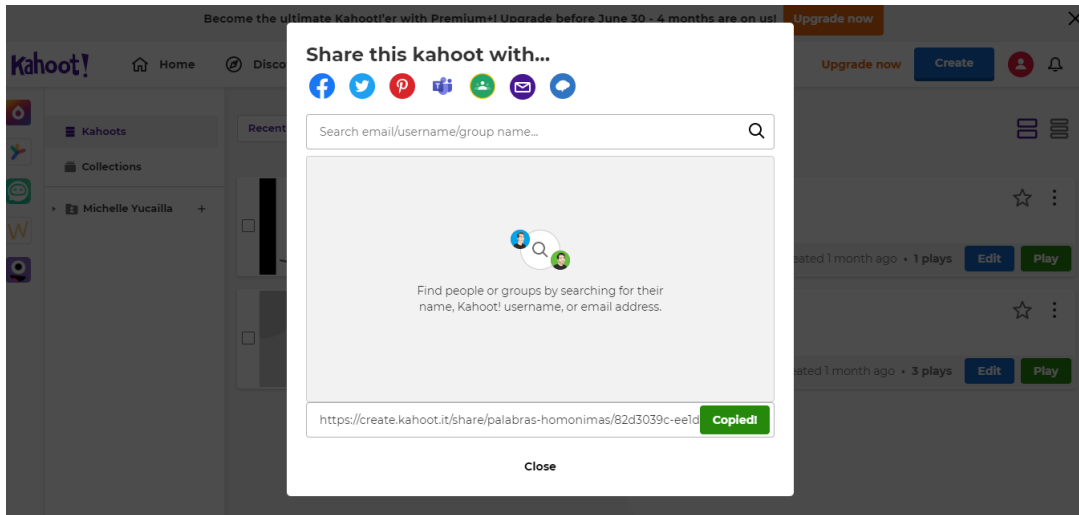 Become the ultimate Kahoot!'er with Premium+! Upgrade before June 30 - 4 months are on us!
Upgrade now
Kahoot!
Home
Disco
Upgrade now
Create
Share this kahoot with...
Search email/username/group name...
Kahoots
Collections
Michelle Yucailla
Recent
Find people or groups by searching for their
name, Kahoot! username, or email address.
eated 1 month ago • 1 plays
Edit
Play
eated 1 month ago • 3 plays
Edit
Play
https://create.kahoot.it/share/palabras-homonimas/82d3039c-ee1d
Copied!
Close